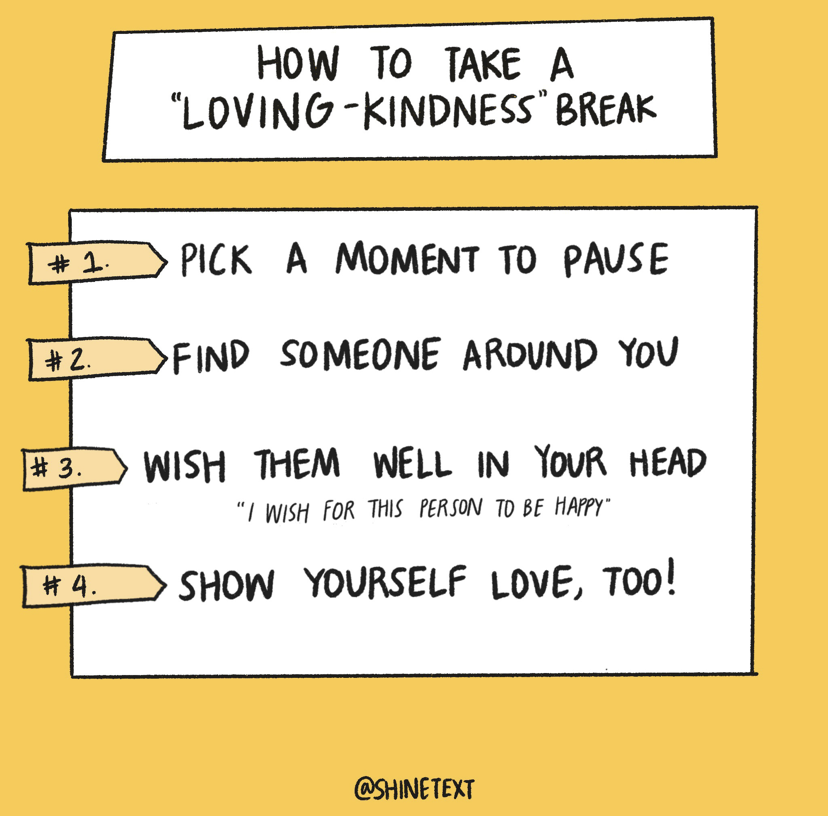 HOW TO TAKE A
"LOVING-KINDNESS" BREAK
#1. PICK A MOMENT TO PAUSE
#2. FIND SOMEONE AROUND YOU
#3. WISH THEM WELL IN YOUR HEAD
"I WISH FOR THIS PERSON TO BE HAPPY"
#4. SHOW YOURSELF LOVE, TOO!
@SHINETEXT